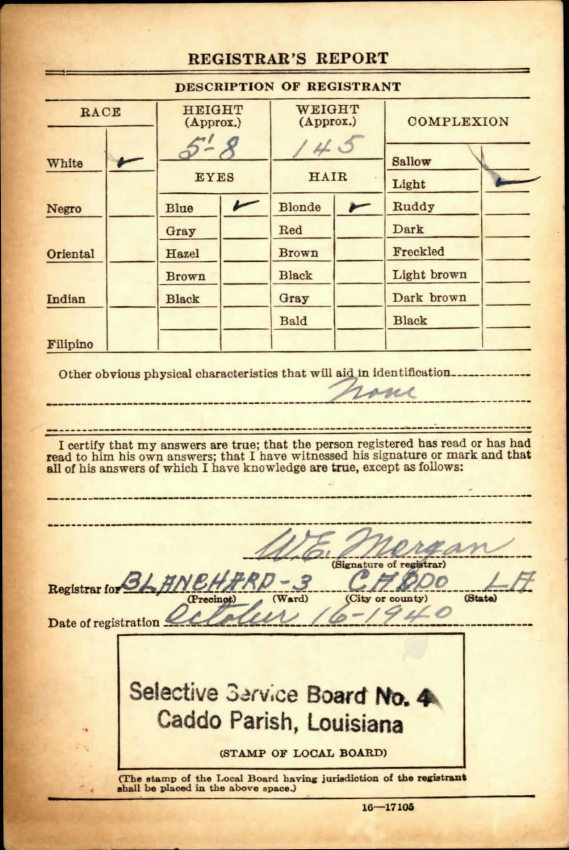 REGISTRAR'S REPORT
DESCRIPTION OF REGISTRANT
RACE
HEIGHT
(Approx.)
WEIGHT
(Approx.)
COMPLEXION
5'-8
145
White ✓
Negro
Oriental
Indian
Filipino
EYES
Blue ✓
Gray
Hazel
Brown
Black
HAIR
Blonde ✓
Red
Brown
Black
Gray
Bald
Sallow
Light ✓
Ruddy
Dark
Freckled
Light brown
Dark brown
Black
Other obvious physical characteristics that will aid in identification
None
I certify that my answers are true; that the person registered has read or has had
read to him his own answers; that I have witnessed his signature or mark and that
all of his answers of which I have knowledge are true, except as follows:
W.E. Morgan
(Signature of registrar)
Registrar for BLANCHARD-3 CADDO LA
(Precinct) (Ward) (City or county) (State)
Date of registration October 16-1940
Selective Service Board No. 4
Caddo Parish, Louisiana
(STAMP OF LOCAL BOARD)
(The stamp of the Local Board having jurisdiction of the registrant
shall be placed in the above space.)
16—17105